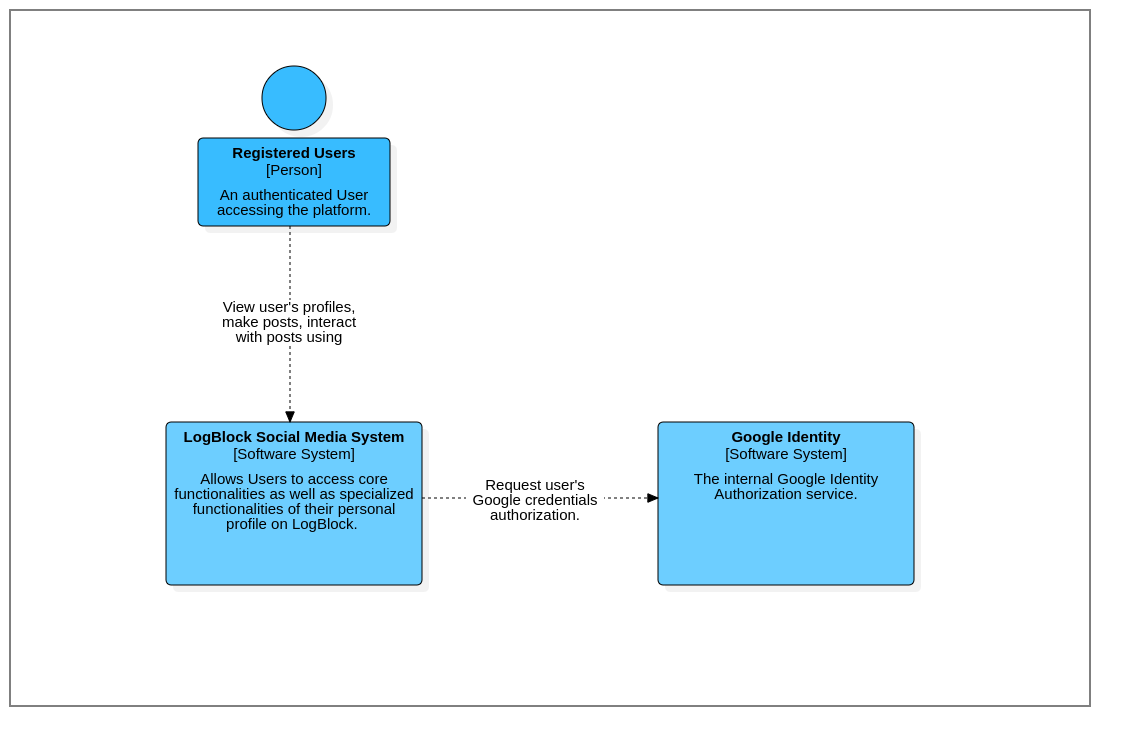 Registered Users
[Person]
An authenticated User
accessing the platform.
View user's profiles,
make posts, interact
with posts using
LogBlock Social Media System
[Software System]
Allows Users to access core
functionalities as well as specialized
functionalities of their personal
profile on LogBlock.
Request user's
Google credentials
authorization.
Google Identity
[Software System]
The internal Google Identity
Authorization service.